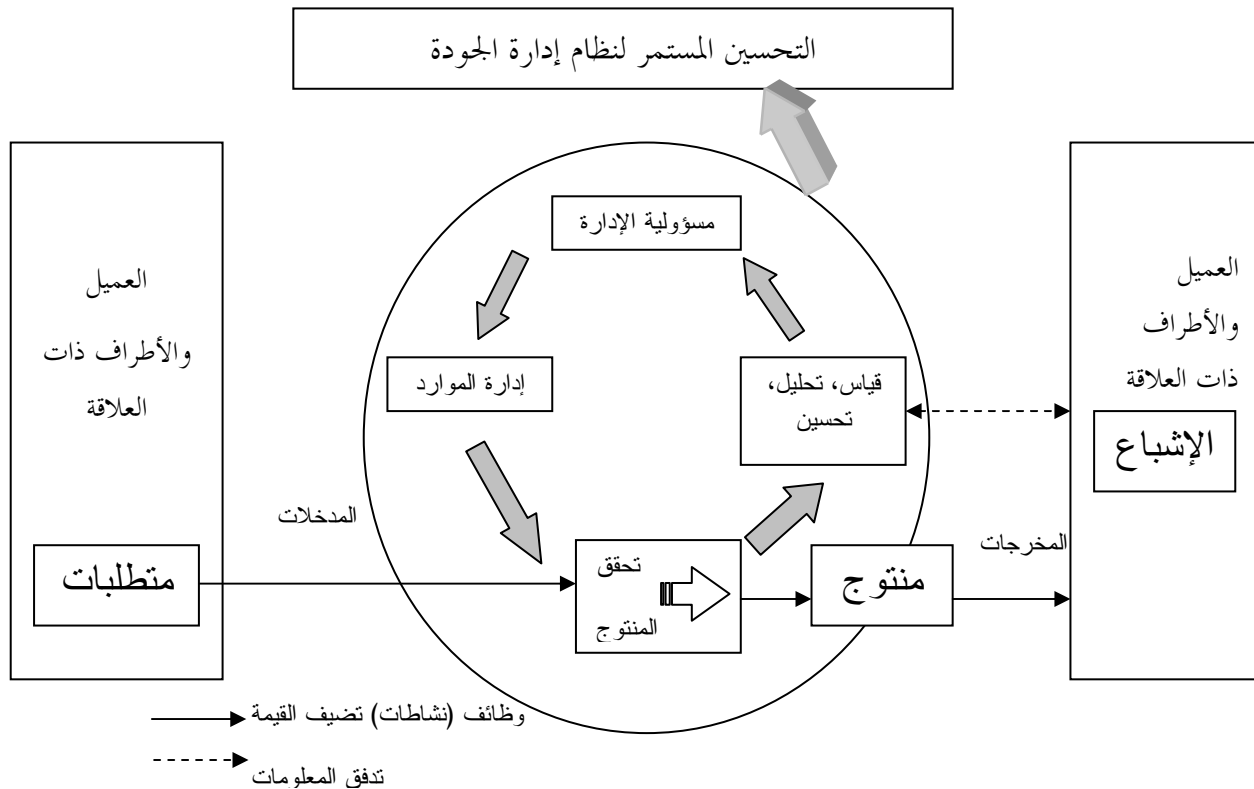 التحسين المستمر لنظام إدارة الجودة
مسؤولية الإدارة
العميل
والأطراف
ذات العلاقة
الإشباع
العميل
والأطراف ذات
العلاقة
إدارة الموارد
قياس، تحليل،
تحسين
المدخلات
المخرجات
متطلبات
تحقق
المنتوج
منتوج
وظائف (نشاطات) تضيف القيمة
تدفق المعلومات